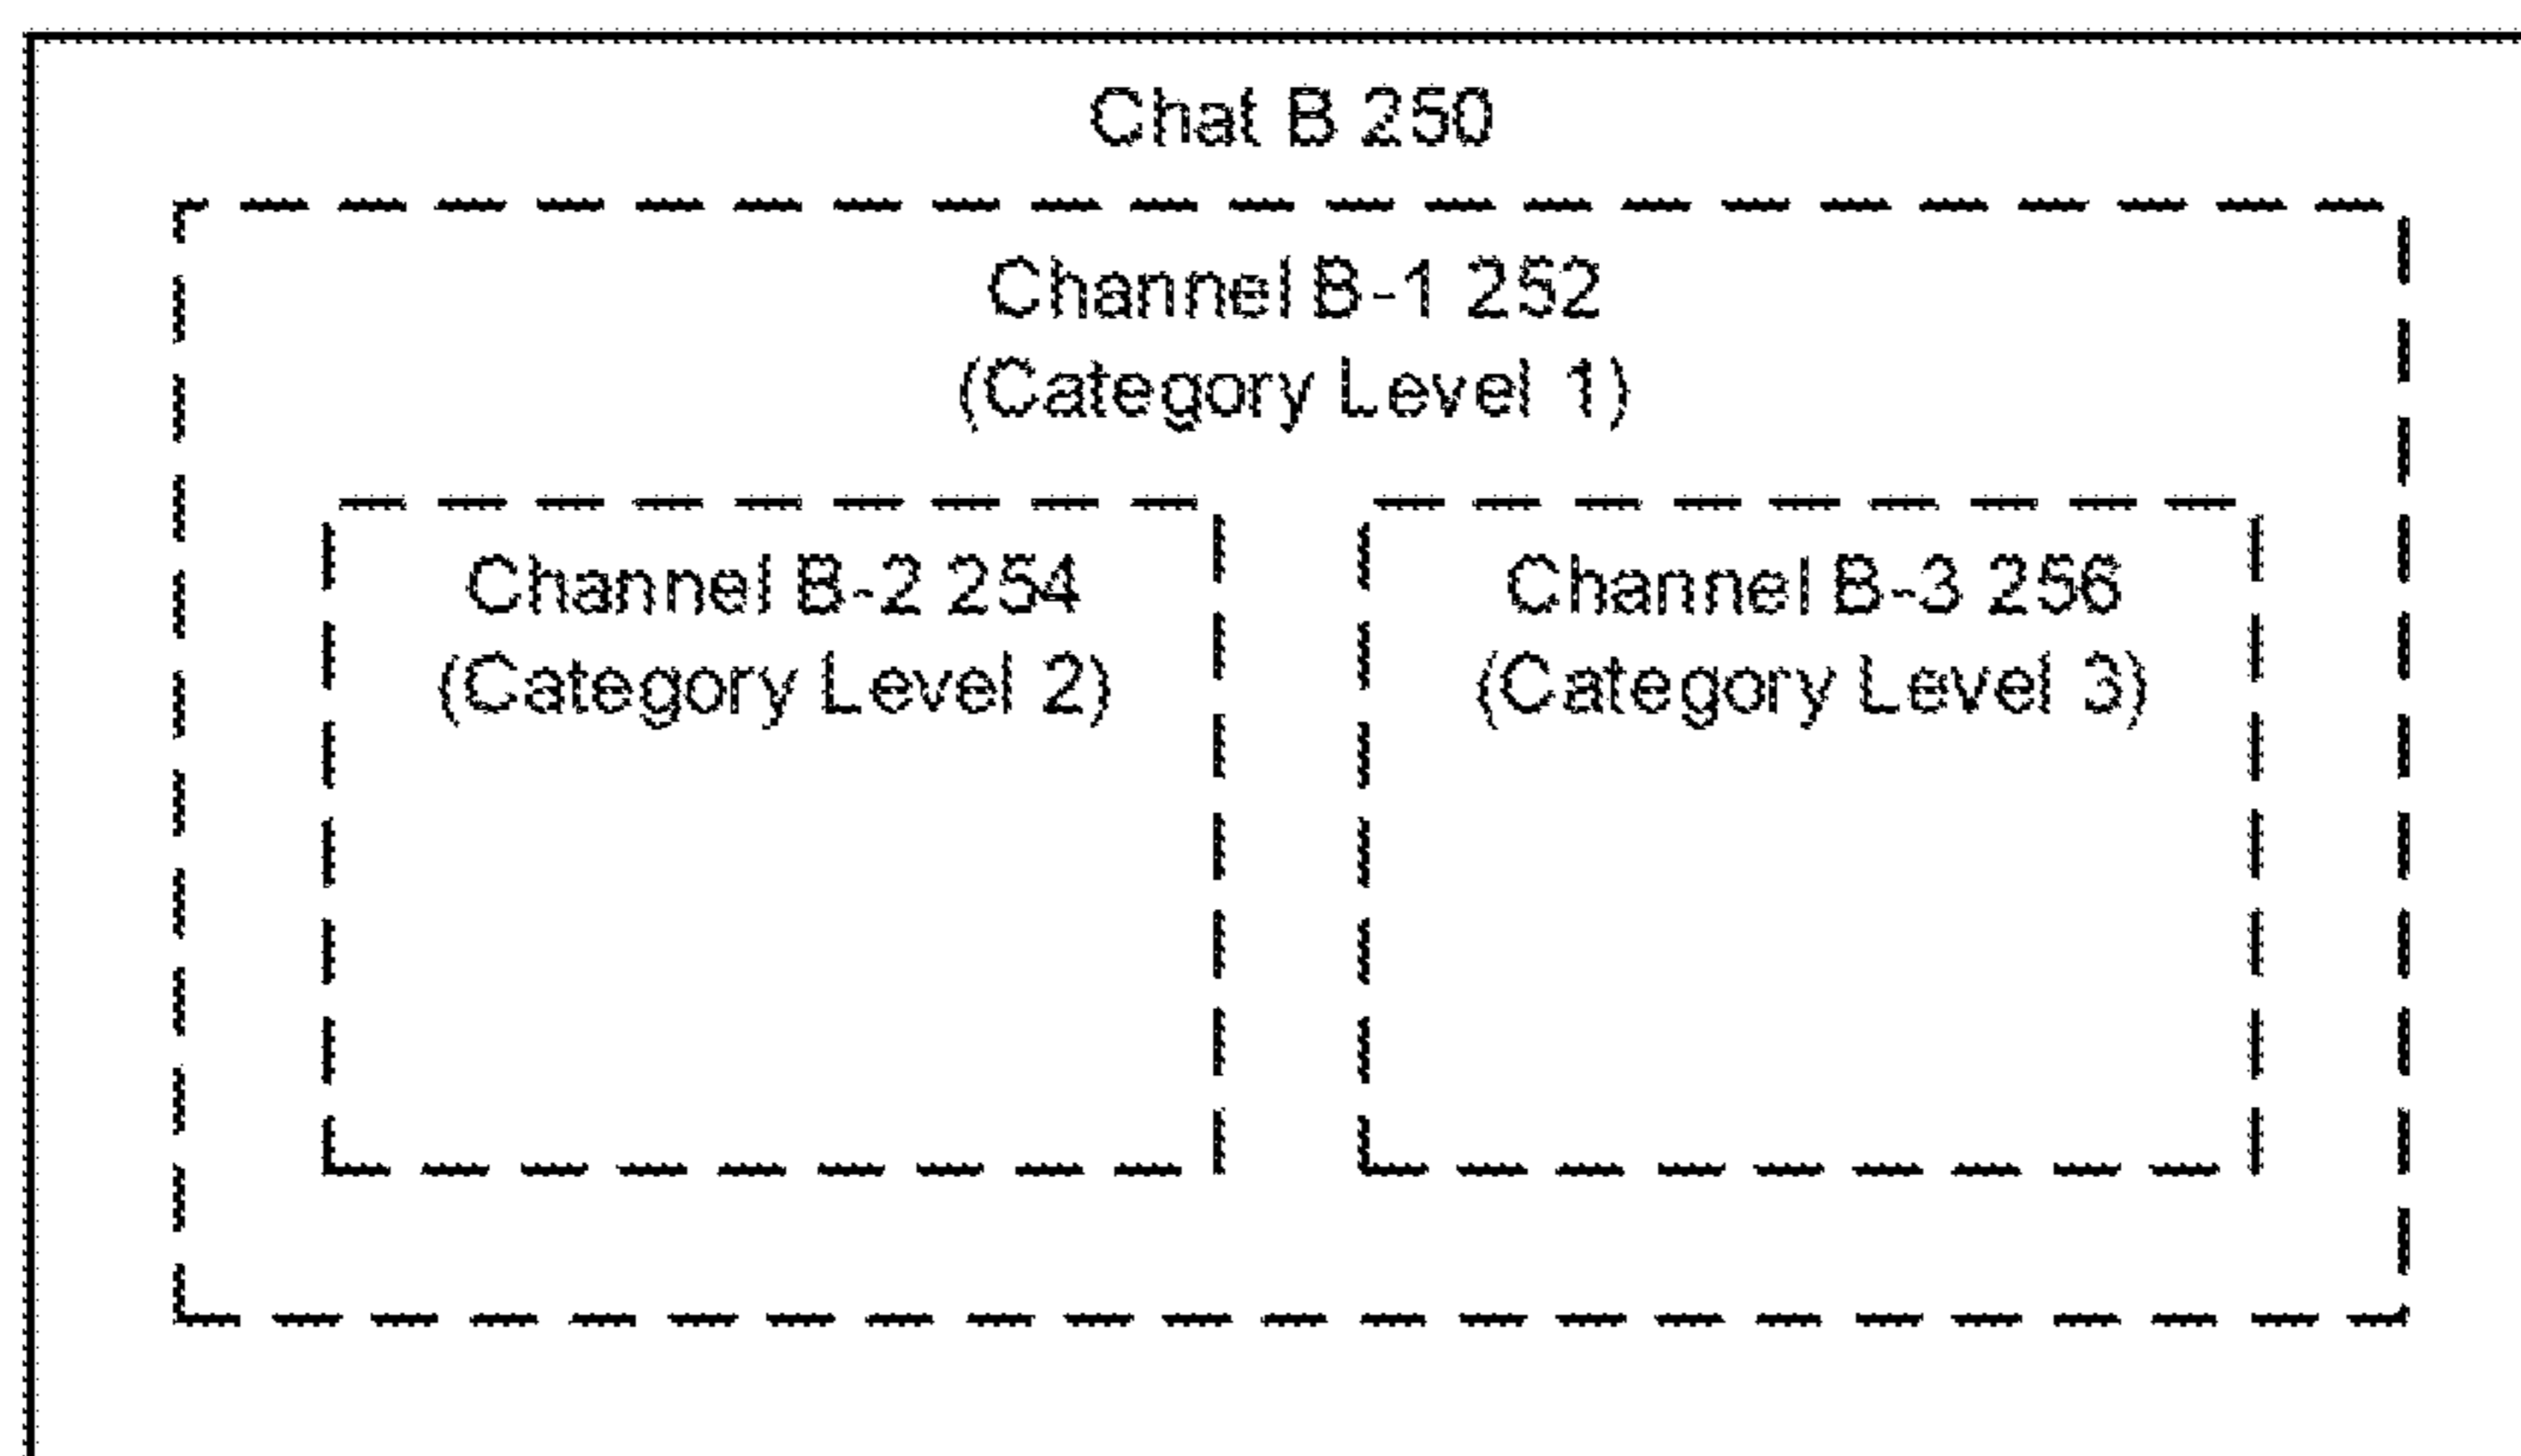 Chat B 250
Channel B-1 252
(Category Level 1)
Channel B-2 254
(Category Level 2)
Channel B-3 256
(Category Level 3)